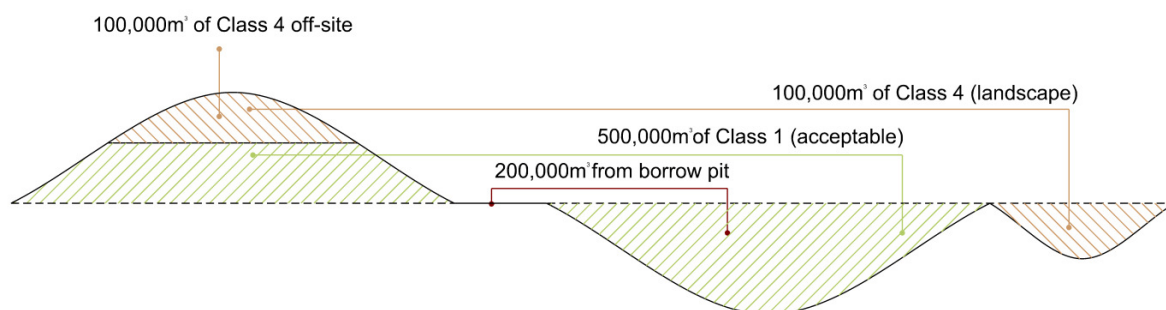 100,000m³ of Class 4 off-site
100,000m³ of Class 4 (landscape)
500,000m³of Class 1 (acceptable)
200,000m³from borrow pit